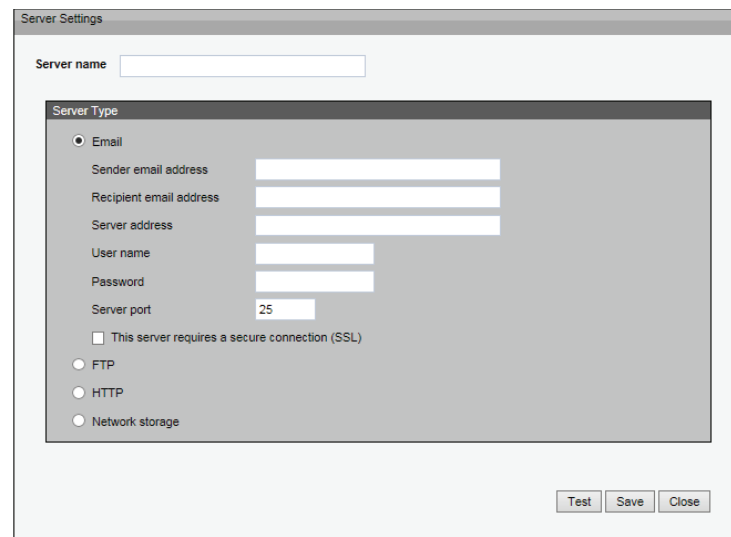 Server Settings
Server name
Server Type
Email
Sender email address
Recipient email address
Server address
User name
Password
Server port 25
This server requires a secure connection (SSL)
FTP
HTTP
Network storage
Test Save Close